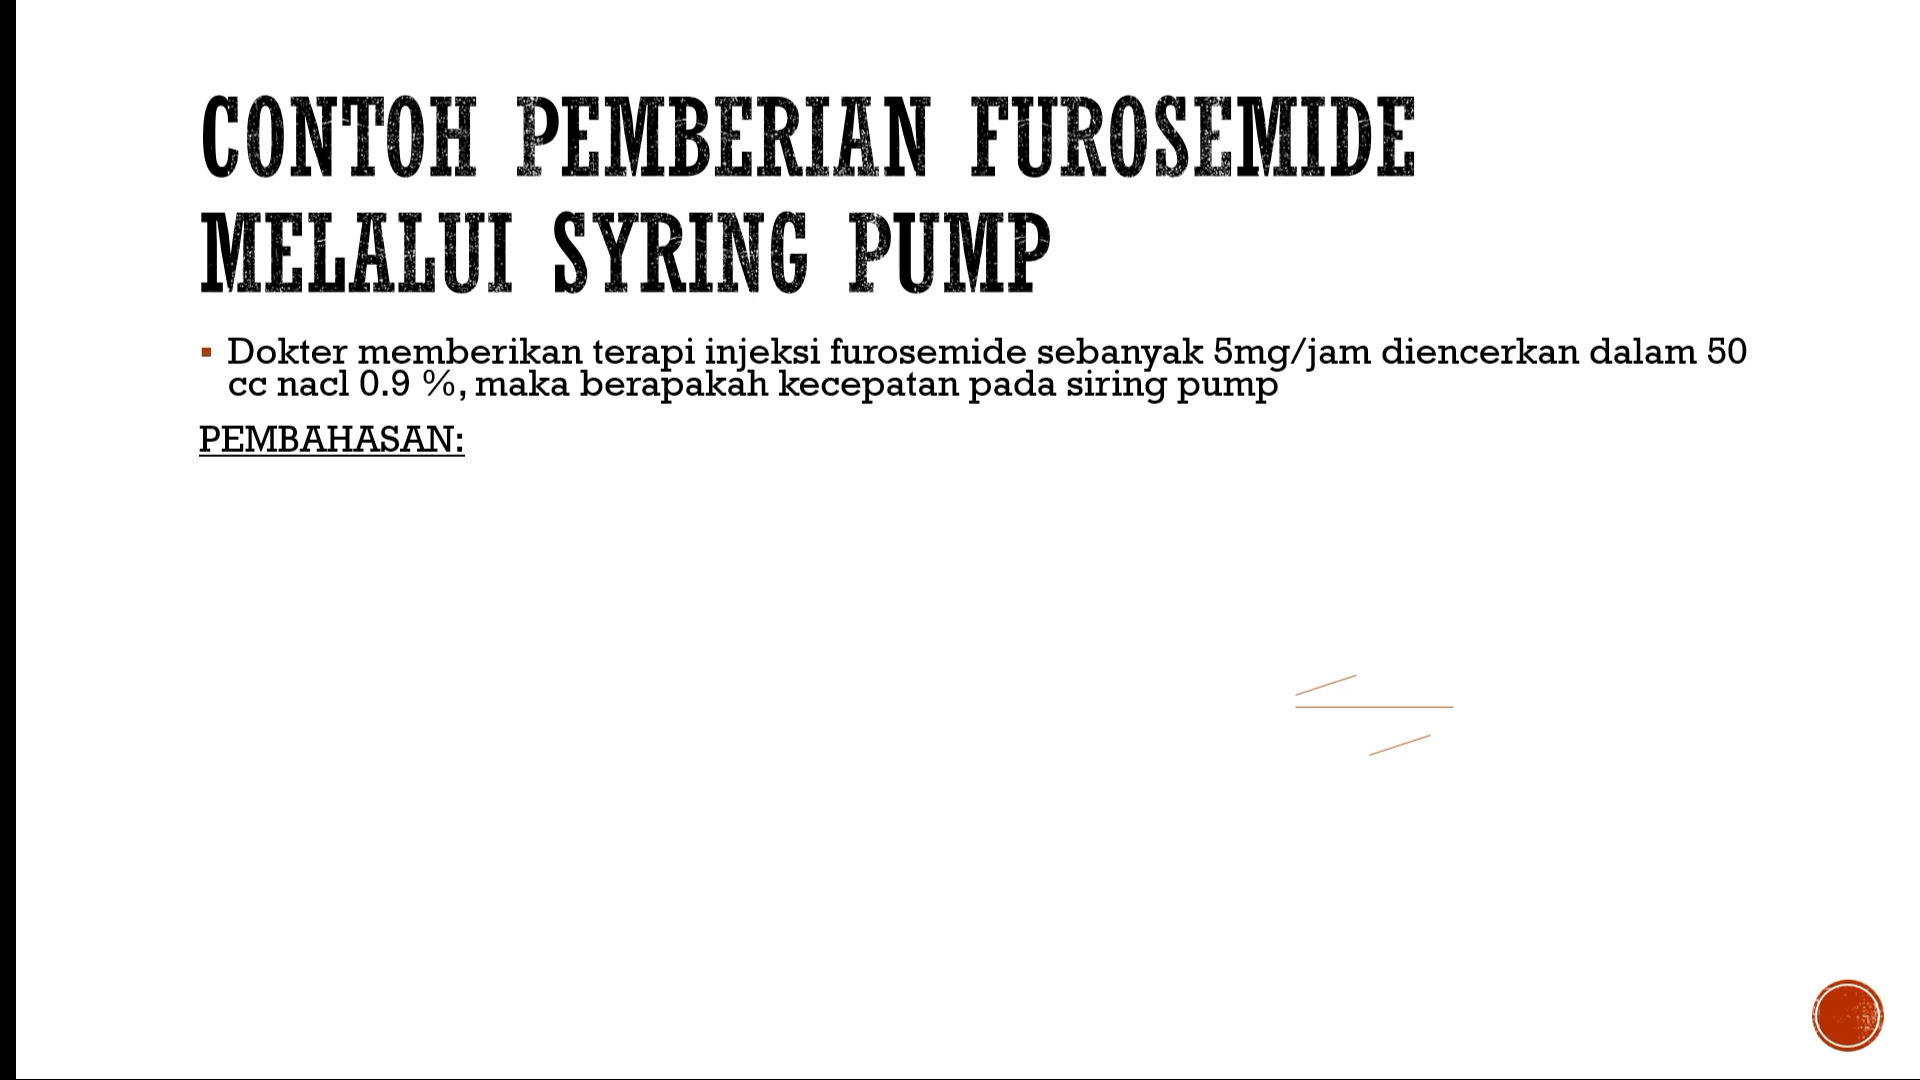 CONTOH PEMBERIAN FUROSEMIDE
MELALUI SYRING PUMP
▪ Dokter memberikan terapi injeksi furosemide sebanyak 5mg/jam diencerkan dalam 50
cc nacl 0.9 %, maka berapakah kecepatan pada siring pump
PEMBAHASAN: